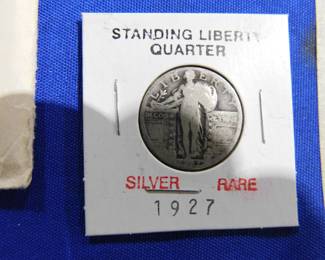 STANDING LIBERTY
QUARTER
LIBERTY
SILVER RARE
1927